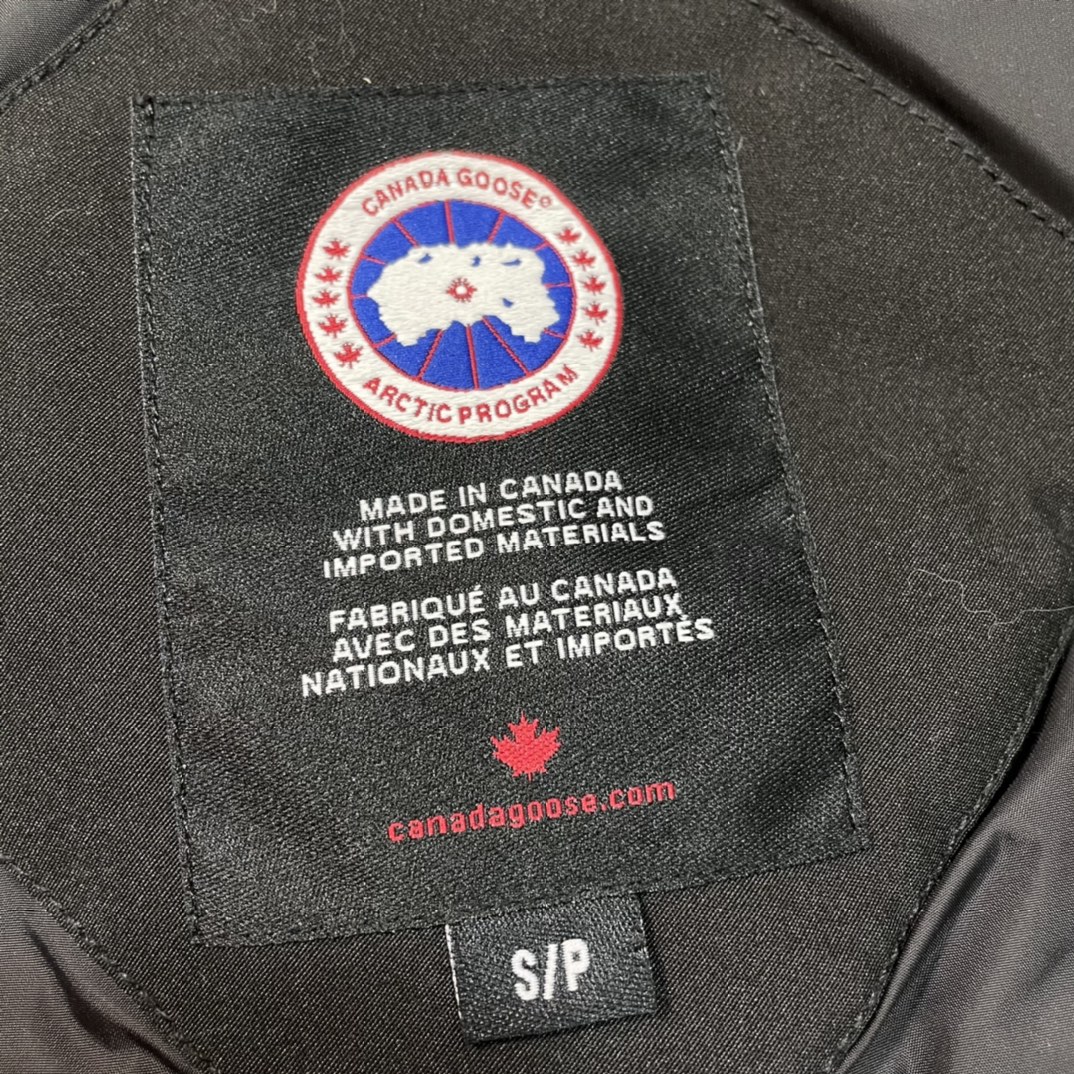 CANADA GOOSE®
ARCTIC PROGRAM
MADE IN CANADA
WITH DOMESTIC AND
IMPORTED MATERIALS
FABRIQUÉ AU CANADA
AVEC DES MATERIAUX
NATIONAUX ET IMPORTÉS
canadagoose.com
S/P